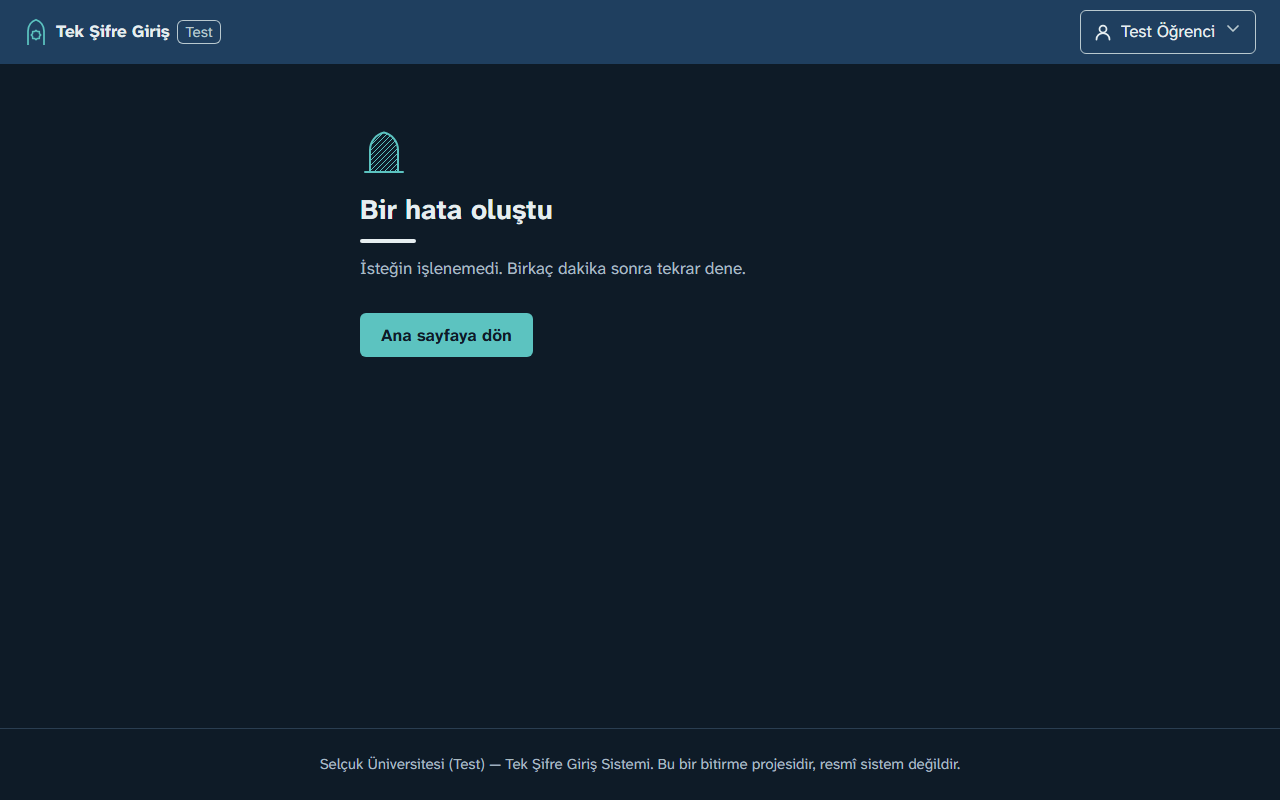 Tek Şifre Giriş Test
Test Öğrenci
Bir hata oluştu
İsteğin işlenemedi. Birkaç dakika sonra tekrar dene.
Ana sayfaya dön
Selçuk Üniversitesi (Test) — Tek Şifre Giriş Sistemi. Bu bir bitirme projesidir, resmî sistem değildir.